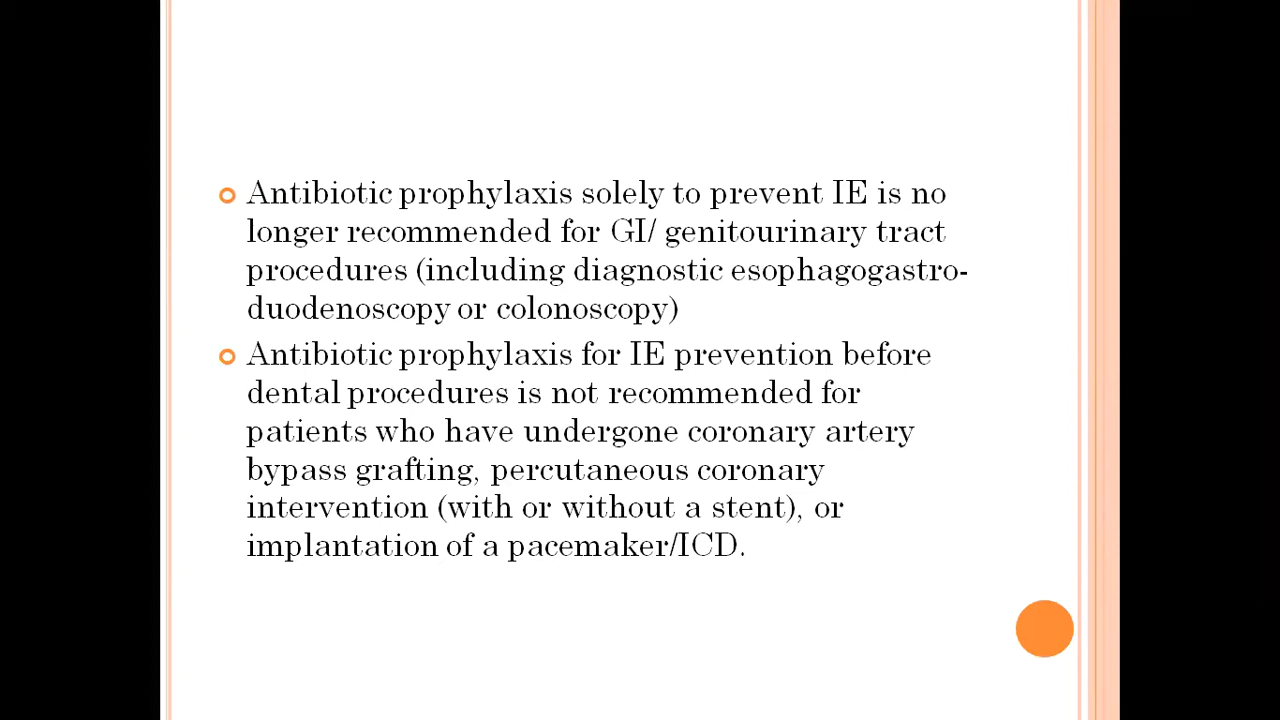 Antibiotic prophylaxis solely to prevent IE is no
longer recommended for GI/ genitourinary tract
procedures (including diagnostic esophagogastro-
duodenoscopy or colonoscopy)
Antibiotic prophylaxis for IE prevention before
dental procedures is not recommended for
patients who have undergone coronary artery
bypass grafting, percutaneous coronary
intervention (with or without a stent), or
implantation of a pacemaker/ICD.